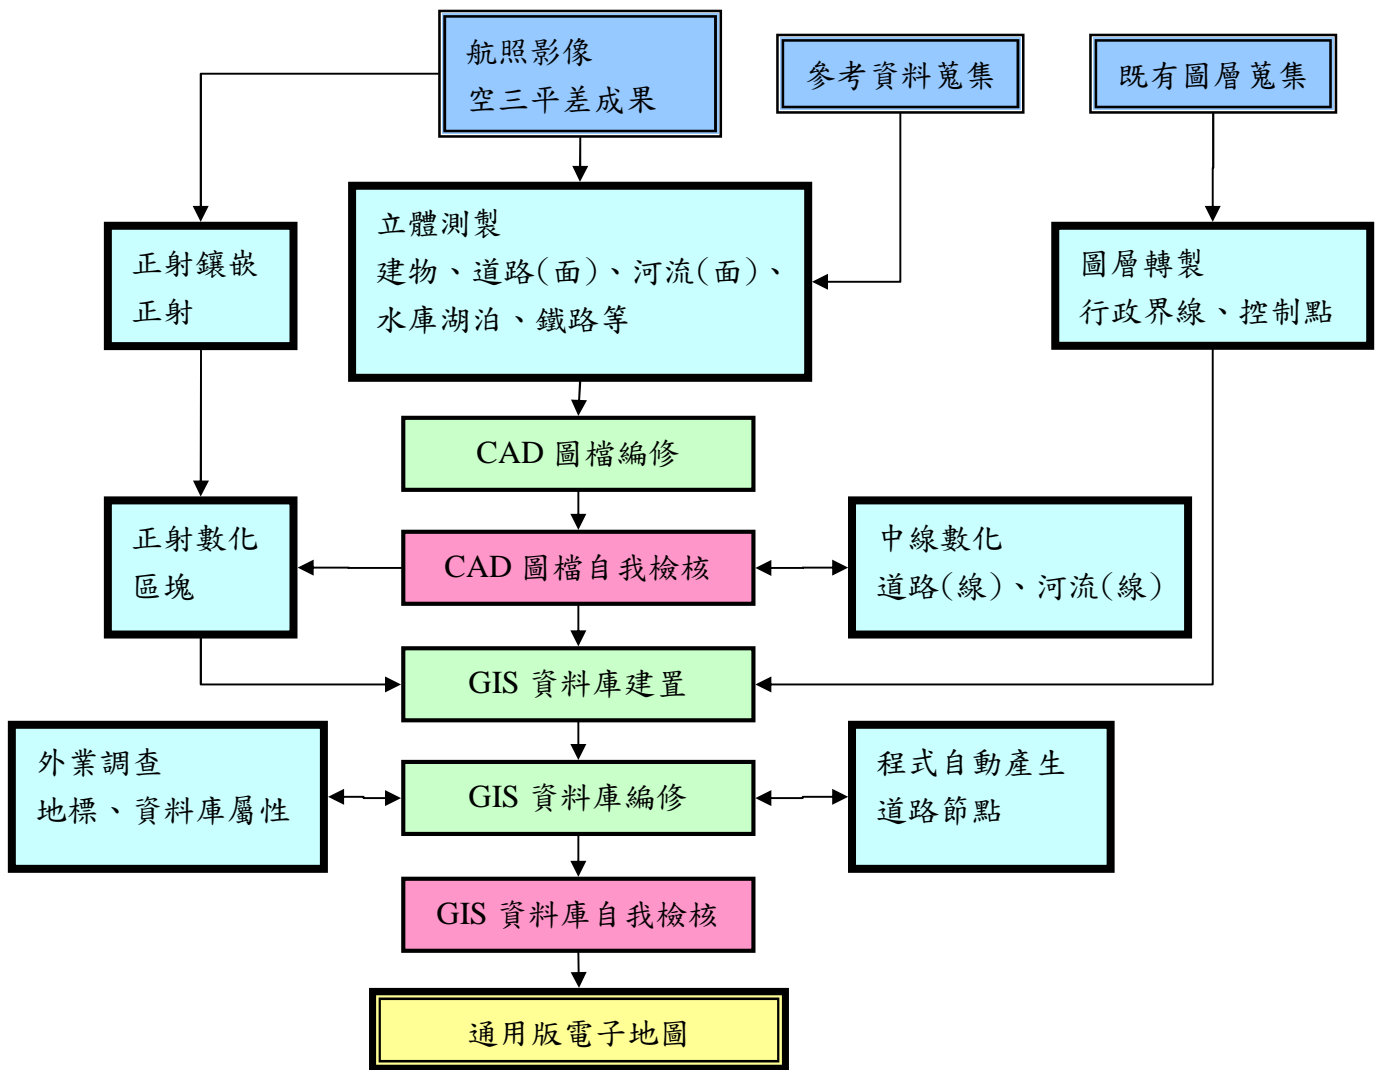 航照影像
空三平差成果
參考資料蒐集
既有圖層蒐集
正射鑲嵌
正射
立體測製
建物、道路(面)、河流(面)、
水庫湖泊、鐵路等
圖層轉製
行政界線、控制點
CAD 圖檔編修
正射數化
區塊
CAD 圖檔自我檢核
中線數化
道路(線)、河流(線)
GIS 資料庫建置
外業調查
地標、資料庫屬性
GIS 資料庫編修
程式自動產生
道路節點
GIS 資料庫自我檢核
通用版電子地圖